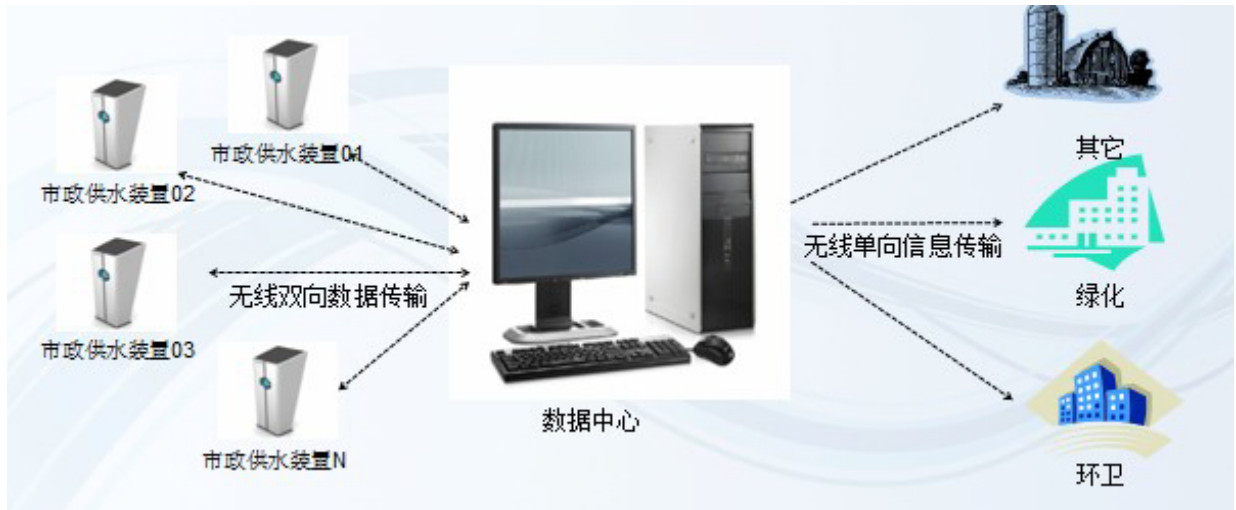 市政供水装置01
市政供水装置02
无线双向数据传输
市政供水装置03
市政供水装置N
数据中心
无线单向信息传输
其它
绿化
环卫